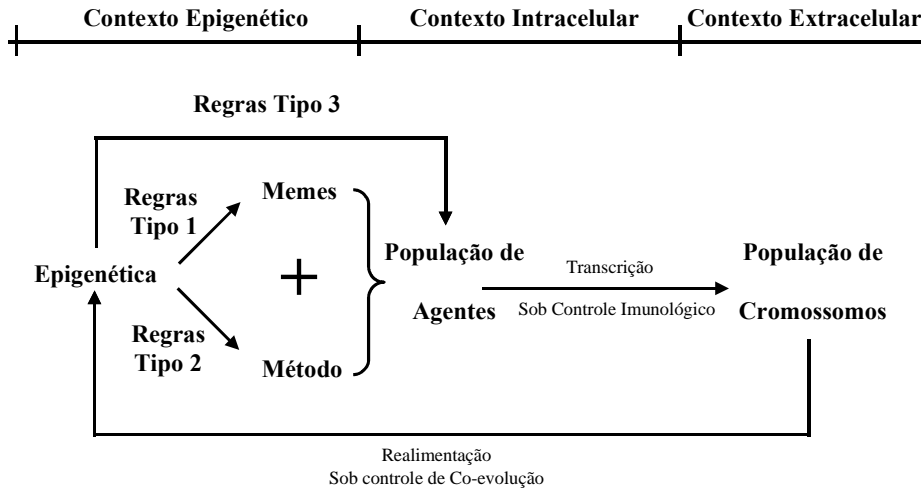 Contexto Epigenético
Contexto Intracelular
Contexto Extracelular
Regras Tipo 3
Regras
Tipo 1
Memes
Epigenética
+
População de
Agentes
Transcrição
Sob Controle Imunológico
População de
Cromossomos
Regras
Tipo 2
Método
Realimentação
Sob controle de Co-evolução